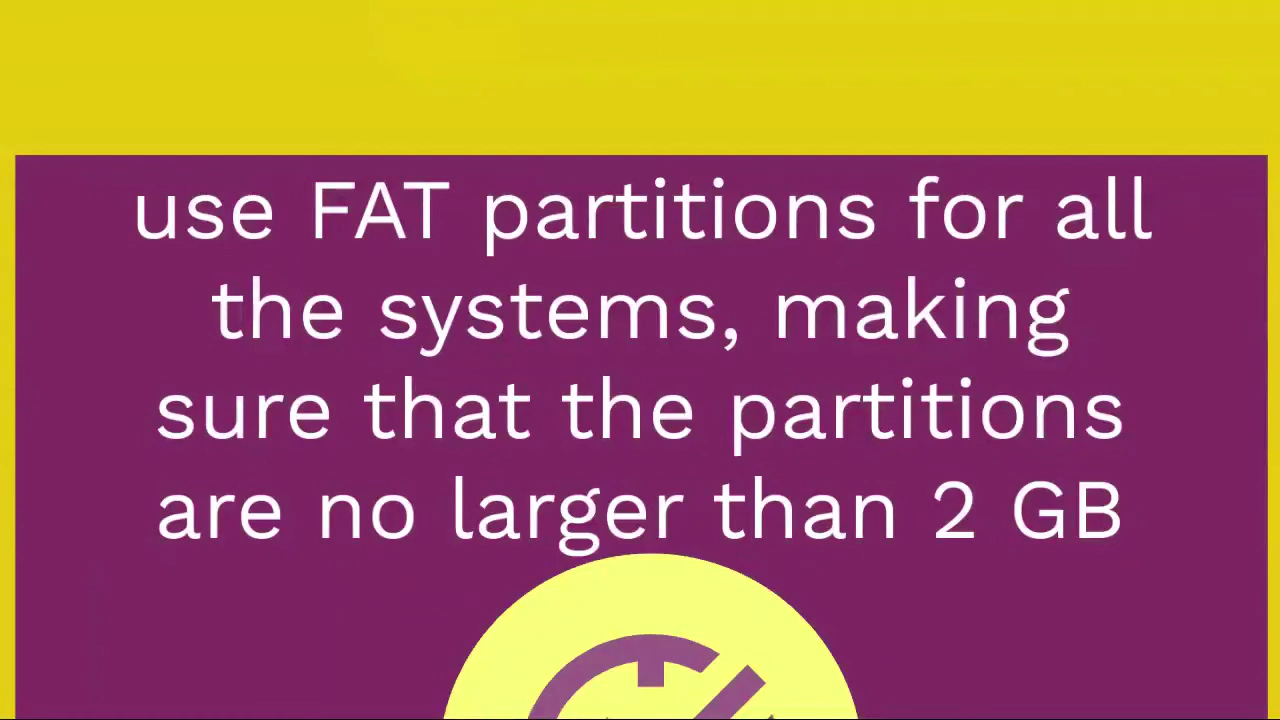 use FAT partitions for all
the systems, making
sure that the partitions
are no larger than 2 GB